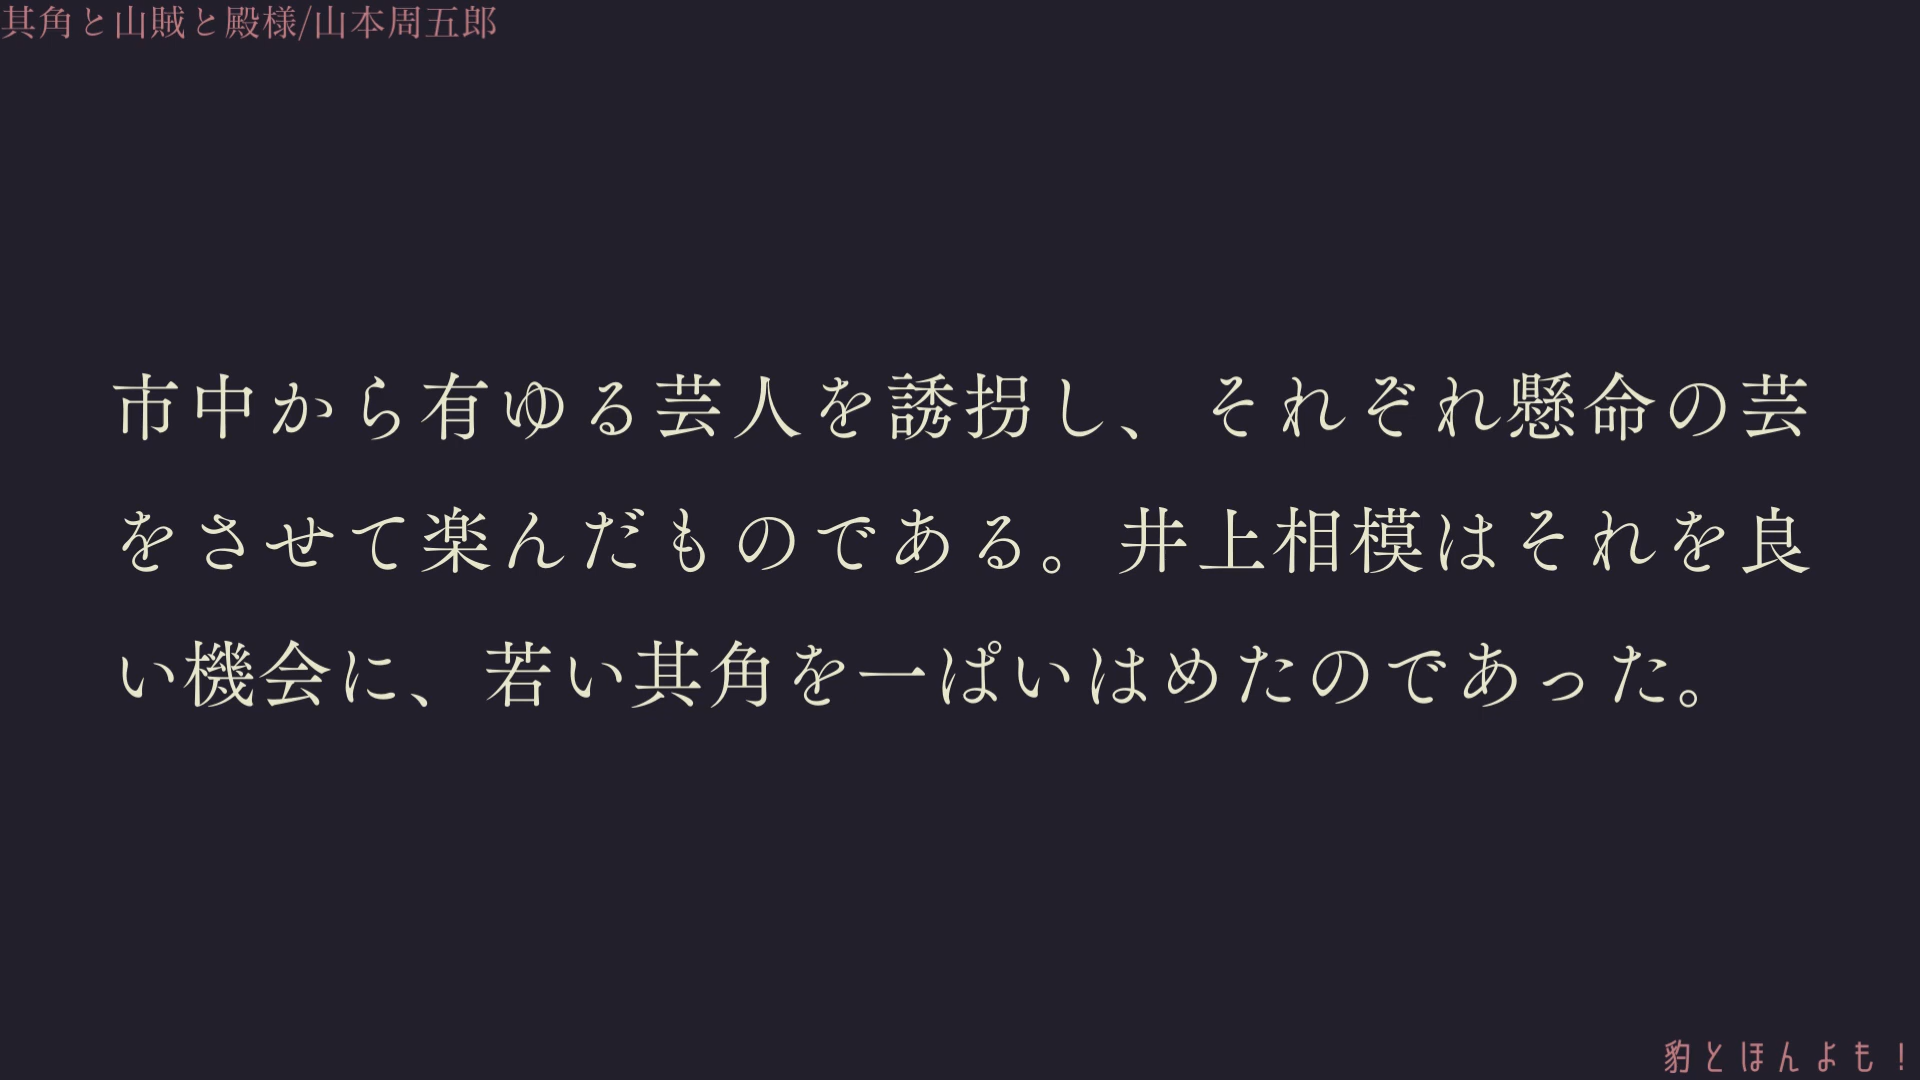 其角と山賊と殿様/山本周五郎
市中から有ゆる芸人を誘拐し、それぞれ懸命の芸
をさせて楽んだものである。井上相模はそれを良
い機会に、若い其角を一ぱいはめたのであった。
豹とほんよも！